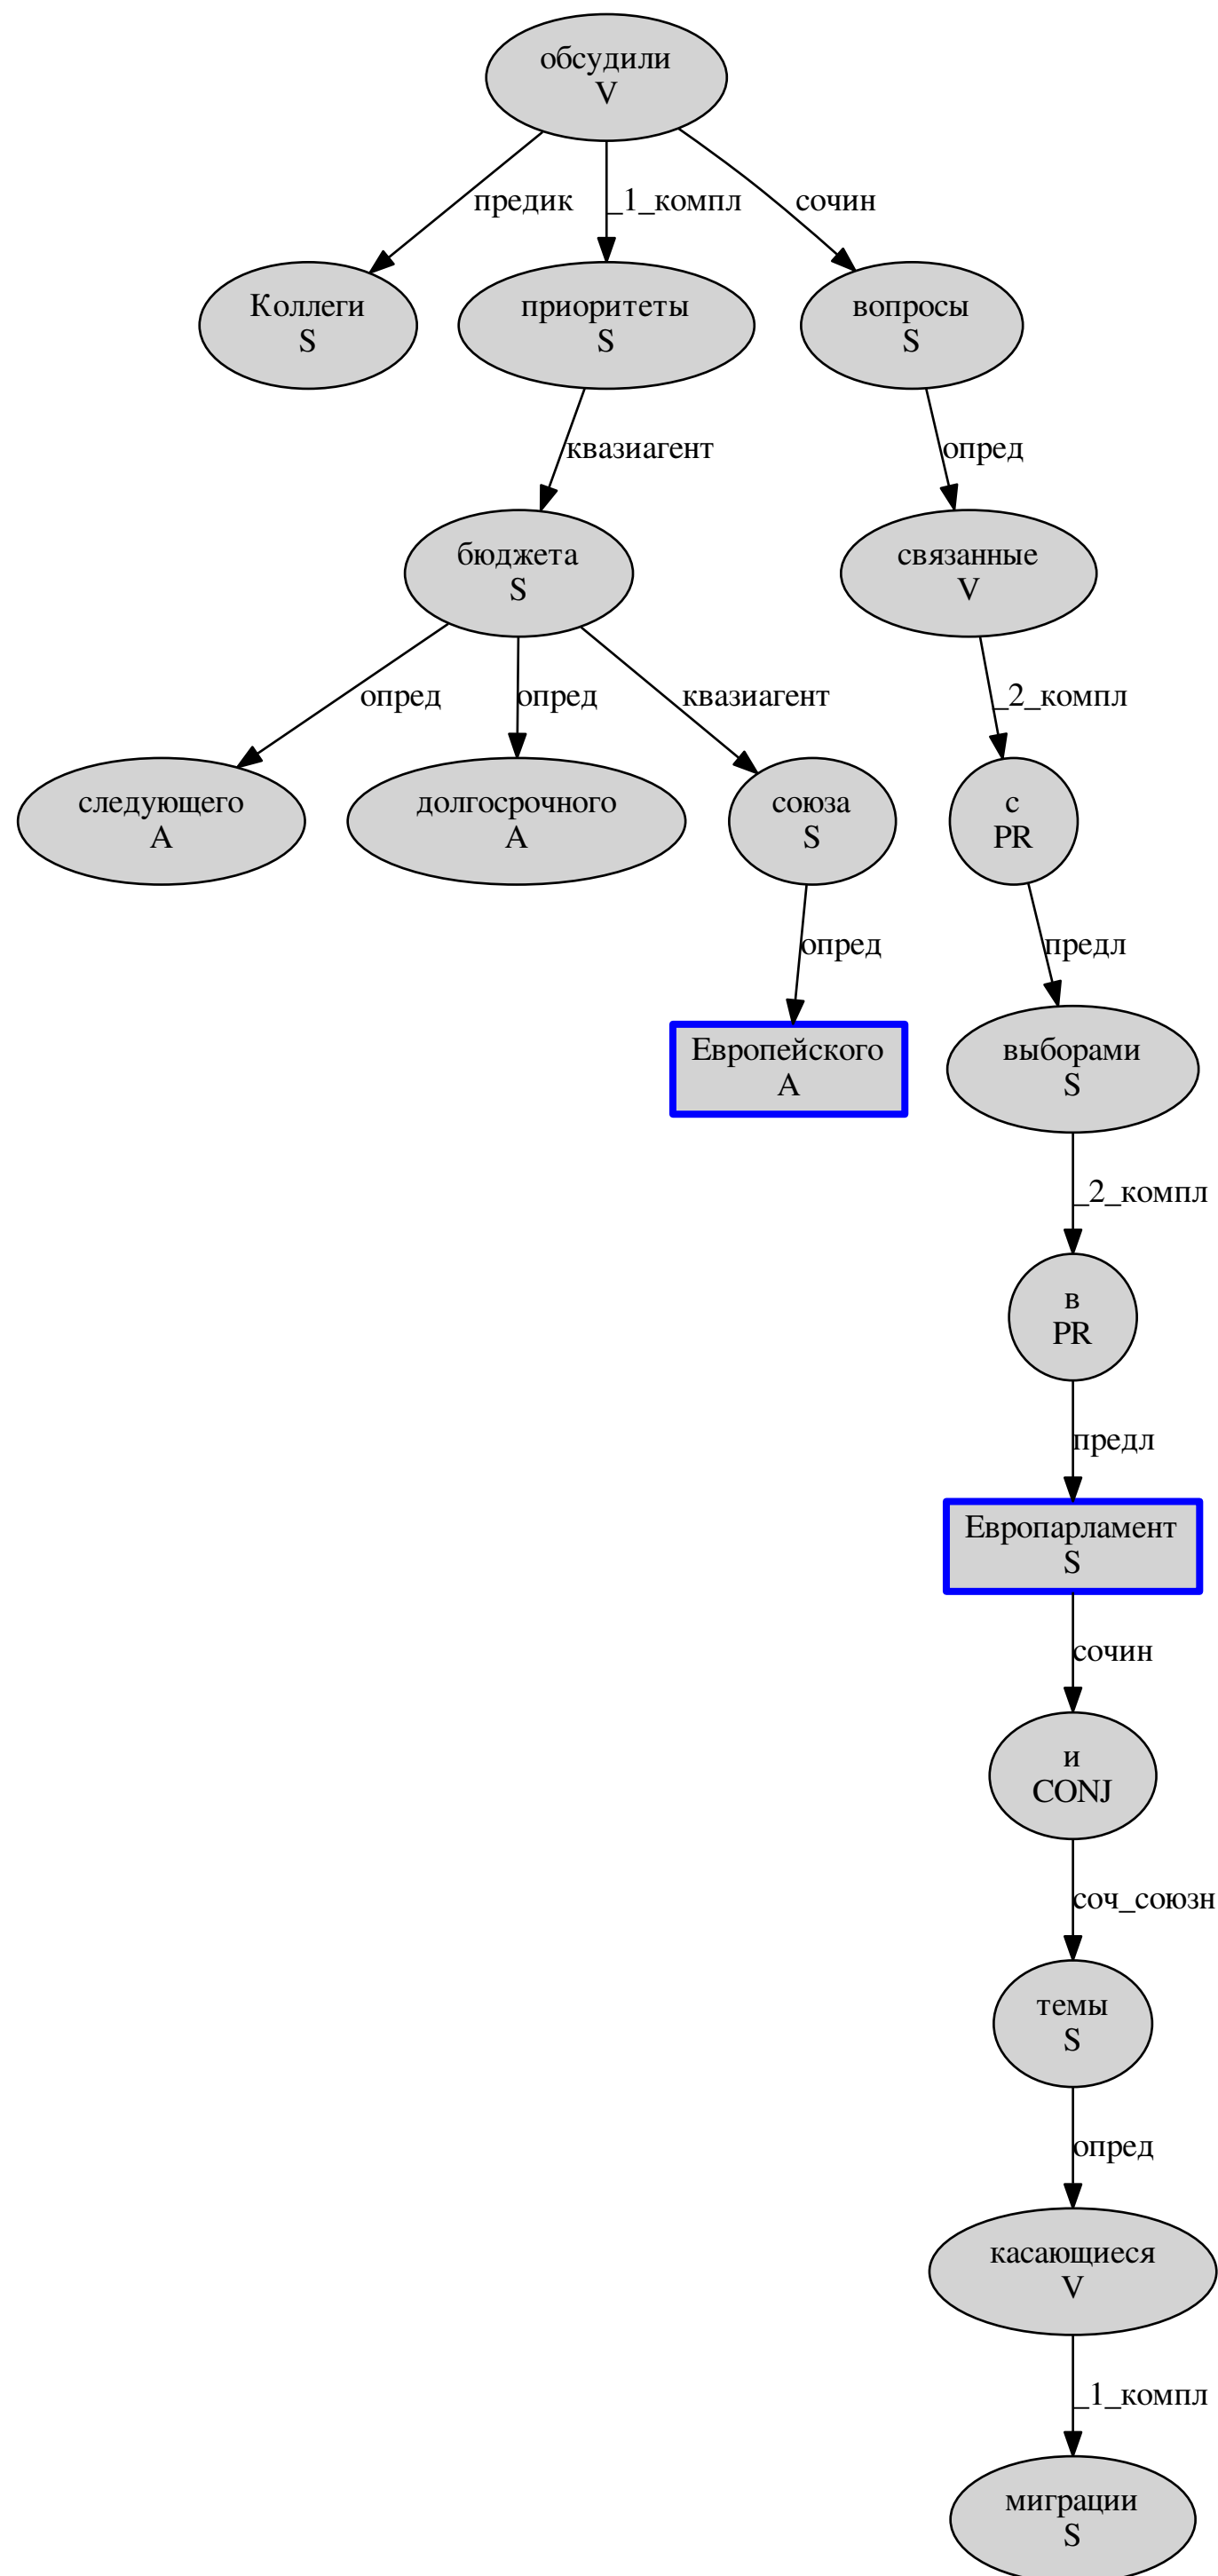 обсудили
V
предик
_1_компл
сочин
Коллеги
S
приоритеты
S
вопросы
S
квазиагент
опред
бюджета
S
связанные
V
опред
опред
квазиагент
_2_компл
следующего
A
долгосрочного
A
союза
S
с
PR
опред
предл
Европейского
A
выборами
S
_2_компл
в
PR
предл
Европарламент
S
сочин
и
CONJ
соч_союзн
темы
S
опред
касающиеся
V
_1_компл
миграции
S